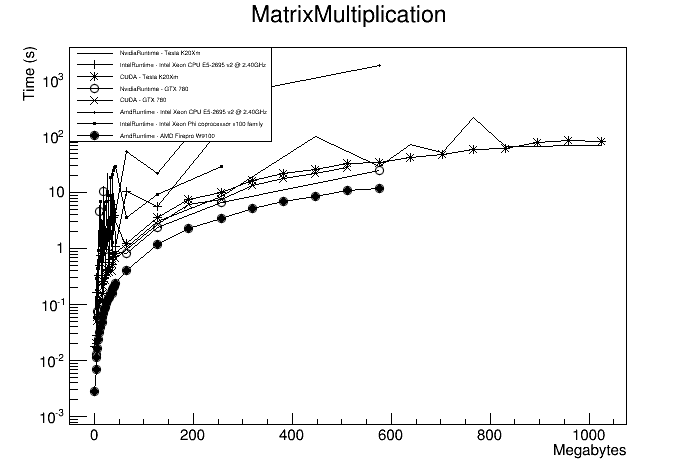 MatrixMultiplication
Time (s)
NvidiaRuntime - Tesla K20Xm
IntelRuntime - Intel Xeon CPU E5-2695 v2 @ 2.40GHz
CUDA - Tesla K20Xm
NvidiaRuntime - GTX 780
CUDA - GTX 780
AmdRuntime - Intel Xeon CPU E5-2695 v2 @ 2.40GHz
IntelRuntime - Intel Xeon Phi coprocessor x100 family
AmdRuntime - AMD Firepro W9100
10³
10²
10
1
10⁻¹
10⁻²
10⁻³
0 200 400 600 800 1000
Megabytes